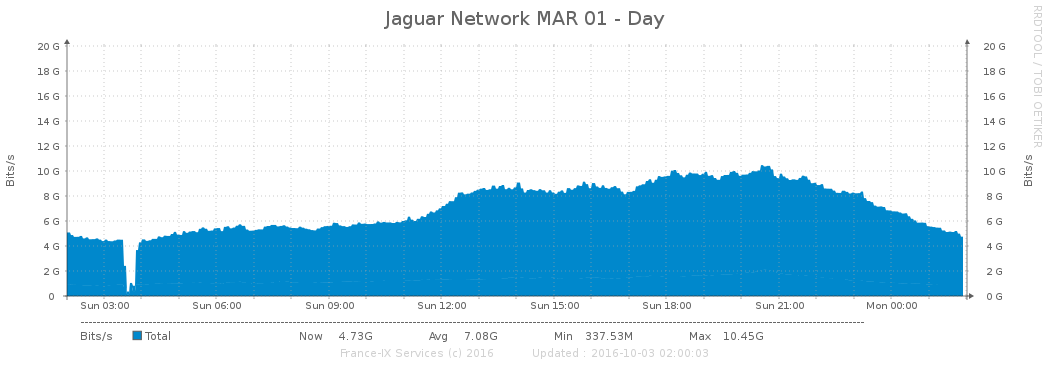 Jaguar Network MAR 01 - Day
RRDTOOL / TOBI OETIKER
Bits/s
Bits/s
20 G 20 G
18 G 18 G
16 G 16 G
14 G 14 G
12 G 12 G
10 G 10 G
8 G 8 G
6 G 6 G
4 G 4 G
2 G 2 G
0 0 G
Sun 03:00 Sun 06:00 Sun 09:00 Sun 12:00 Sun 15:00 Sun 18:00 Sun 21:00 Mon 00:00
Bits/s Total Now 4.73G Avg 7.08G Min 337.53M Max 10.45G
France-IX Services (c) 2016 Updated : 2016-10-03 02:00:03